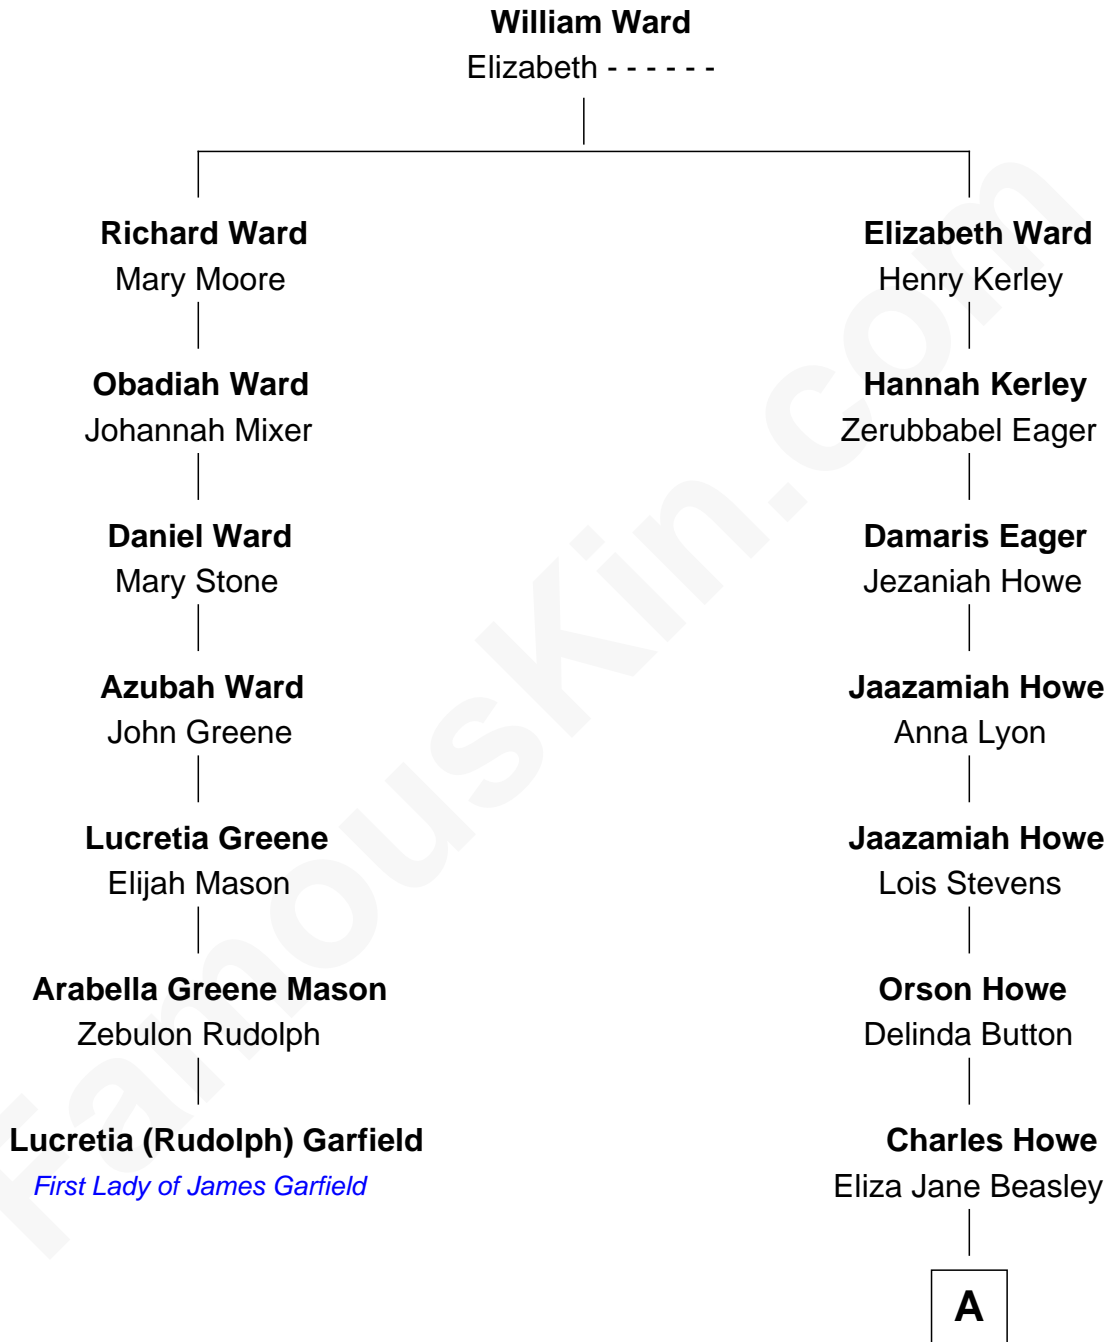 William Ward
Elizabeth - - - - - -
Richard Ward
Mary Moore
Obadiah Ward
Johannah Mixer
Daniel Ward
Mary Stone
Azubah Ward
John Greene
Lucretia Greene
Elijah Mason
Arabella Greene Mason
Zebulon Rudolph
Lucretia (Rudolph) Garfield
First Lady of James Garfield
Elizabeth Ward
Henry Kerley
Hannah Kerley
Zerubbabel Eager
Damaris Eager
Jezaniah Howe
Jaazamiah Howe
Anna Lyon
Jaazamiah Howe
Lois Stevens
Orson Howe
Delinda Button
Charles Howe
Eliza Jane Beasley
A
FamousKin.com